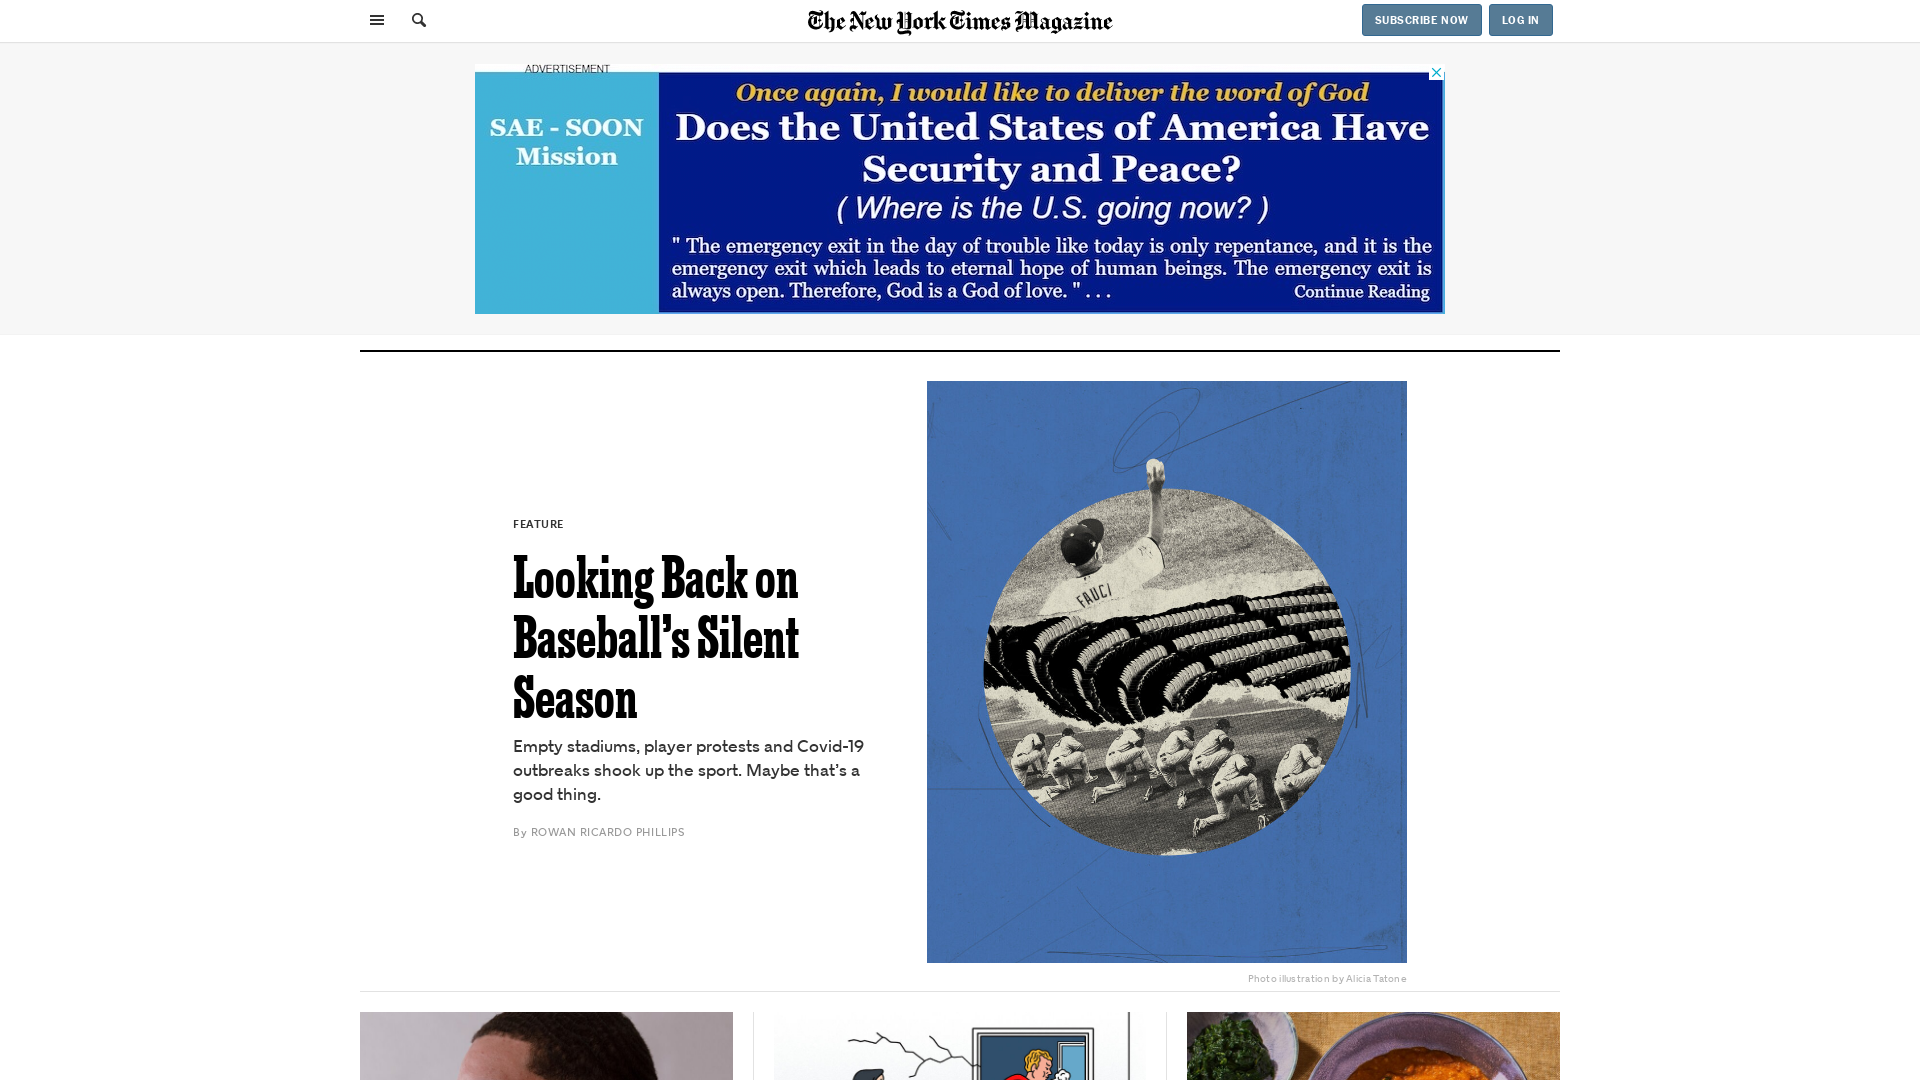 The New York Times Magazine
SUBSCRIBE NOW
LOG IN
ADVERTISEMENT
SAE - SOON
Mission
Once again, I would like to deliver the word of God
Does the United States of America Have
Security and Peace?
( Where is the U.S. going now? )
" The emergency exit in the day of trouble like today is only repentance, and it is the
emergency exit which leads to eternal hope of human beings. The emergency exit is
always open. Therefore, God is a God of love. " . . .
Continue Reading
FEATURE
Looking Back on
Baseball’s Silent
Season
Empty stadiums, player protests and Covid-19
outbreaks shook up the sport. Maybe that’s a
good thing.
By ROWAN RICARDO PHILLIPS
FAUCI
Photo illustration by Alicia Tatone